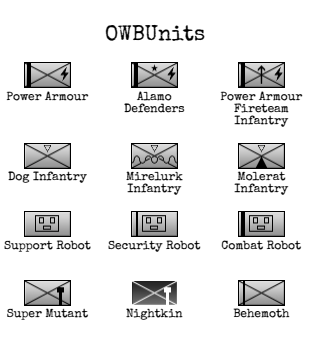 OWBUnits
Power Armour
Alamo
Defenders
Power Armour
Fireteam
Infantry
Dog Infantry
Mirelurk
Infantry
Molerat
Infantry
Support Robot
Security Robot
Combat Robot
Super Mutant
Nightkin
Behemoth